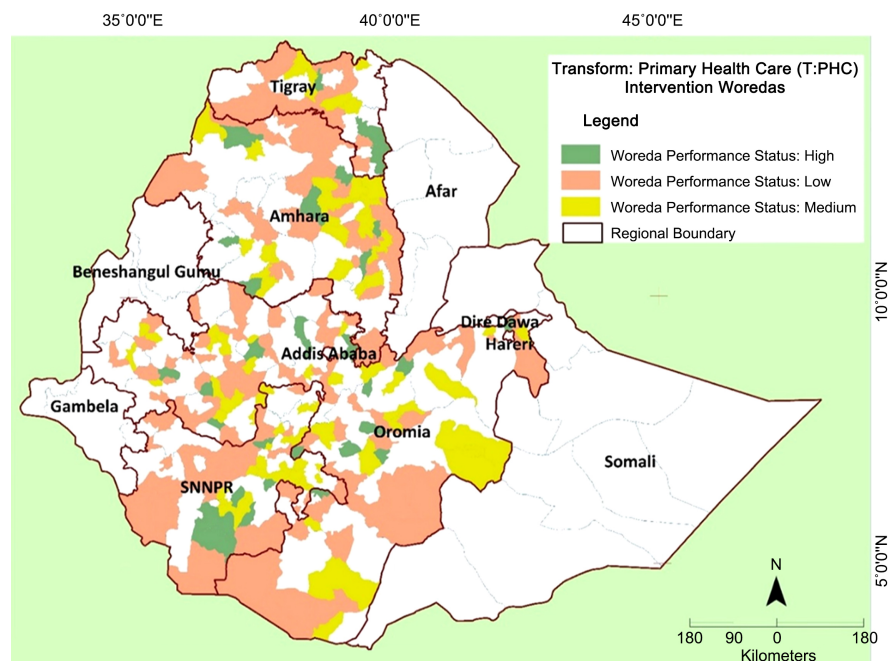 35°0'0"E 40°0'0"E 45°0'0"E
Transform: Primary Health Care (T:PHC)
Intervention Woredas
Legend
Woreda Performance Status: High
Woreda Performance Status: Low
Woreda Performance Status: Medium
Regional Boundary
Tigray
Afar
Amhara
Beneshangul Gumu
10°0'0"N
Dire Dawa
Hareri
Addis Ababa
Gambela
Oromia
Somali
SNNPR
5°0'0"N
N
180 90 0 180
Kilometers